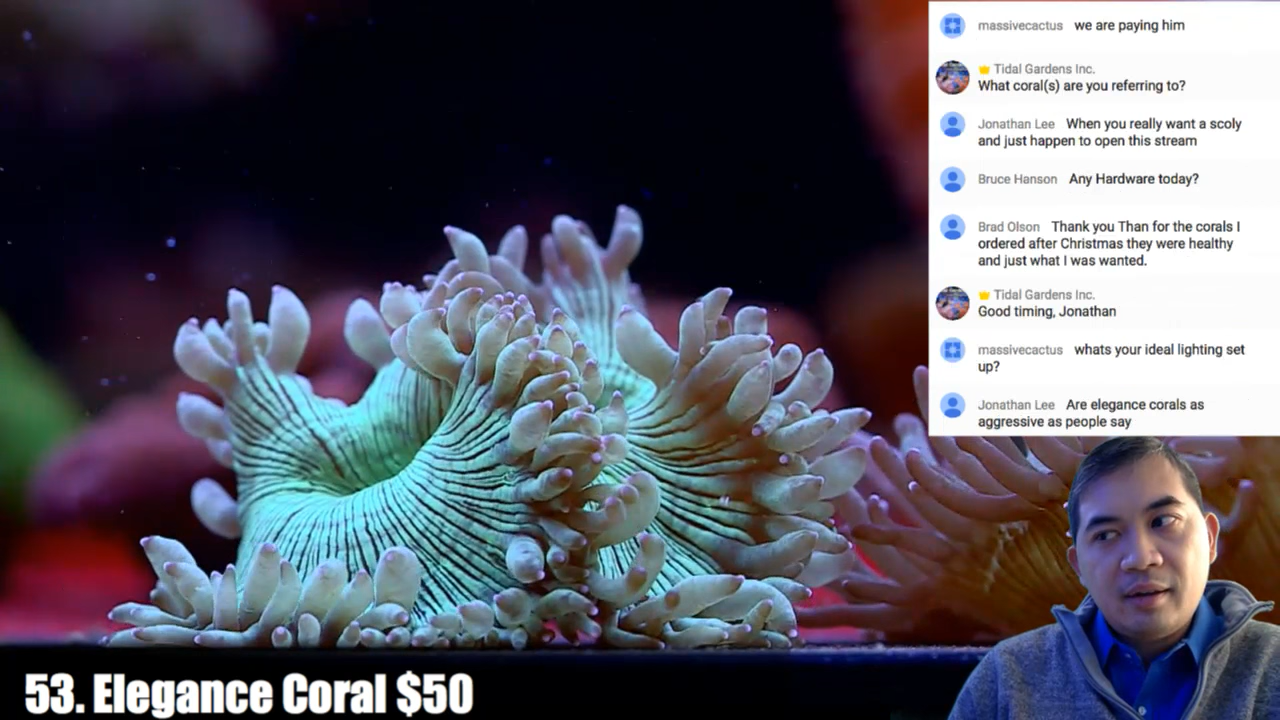 massivecactus we are paying him
Tidal Gardens Inc.
What coral(s) are you referring to?
Jonathan Lee When you really want a scoly
and just happen to open this stream
Bruce Hanson Any Hardware today?
Brad Olson Thank you Than for the corals I
ordered after Christmas they were healthy
and just what I was wanted.
Tidal Gardens Inc.
Good timing, Jonathan
massivecactus whats your ideal lighting set
up?
Jonathan Lee Are elegance corals as
aggressive as people say
53. Elegance Coral $50